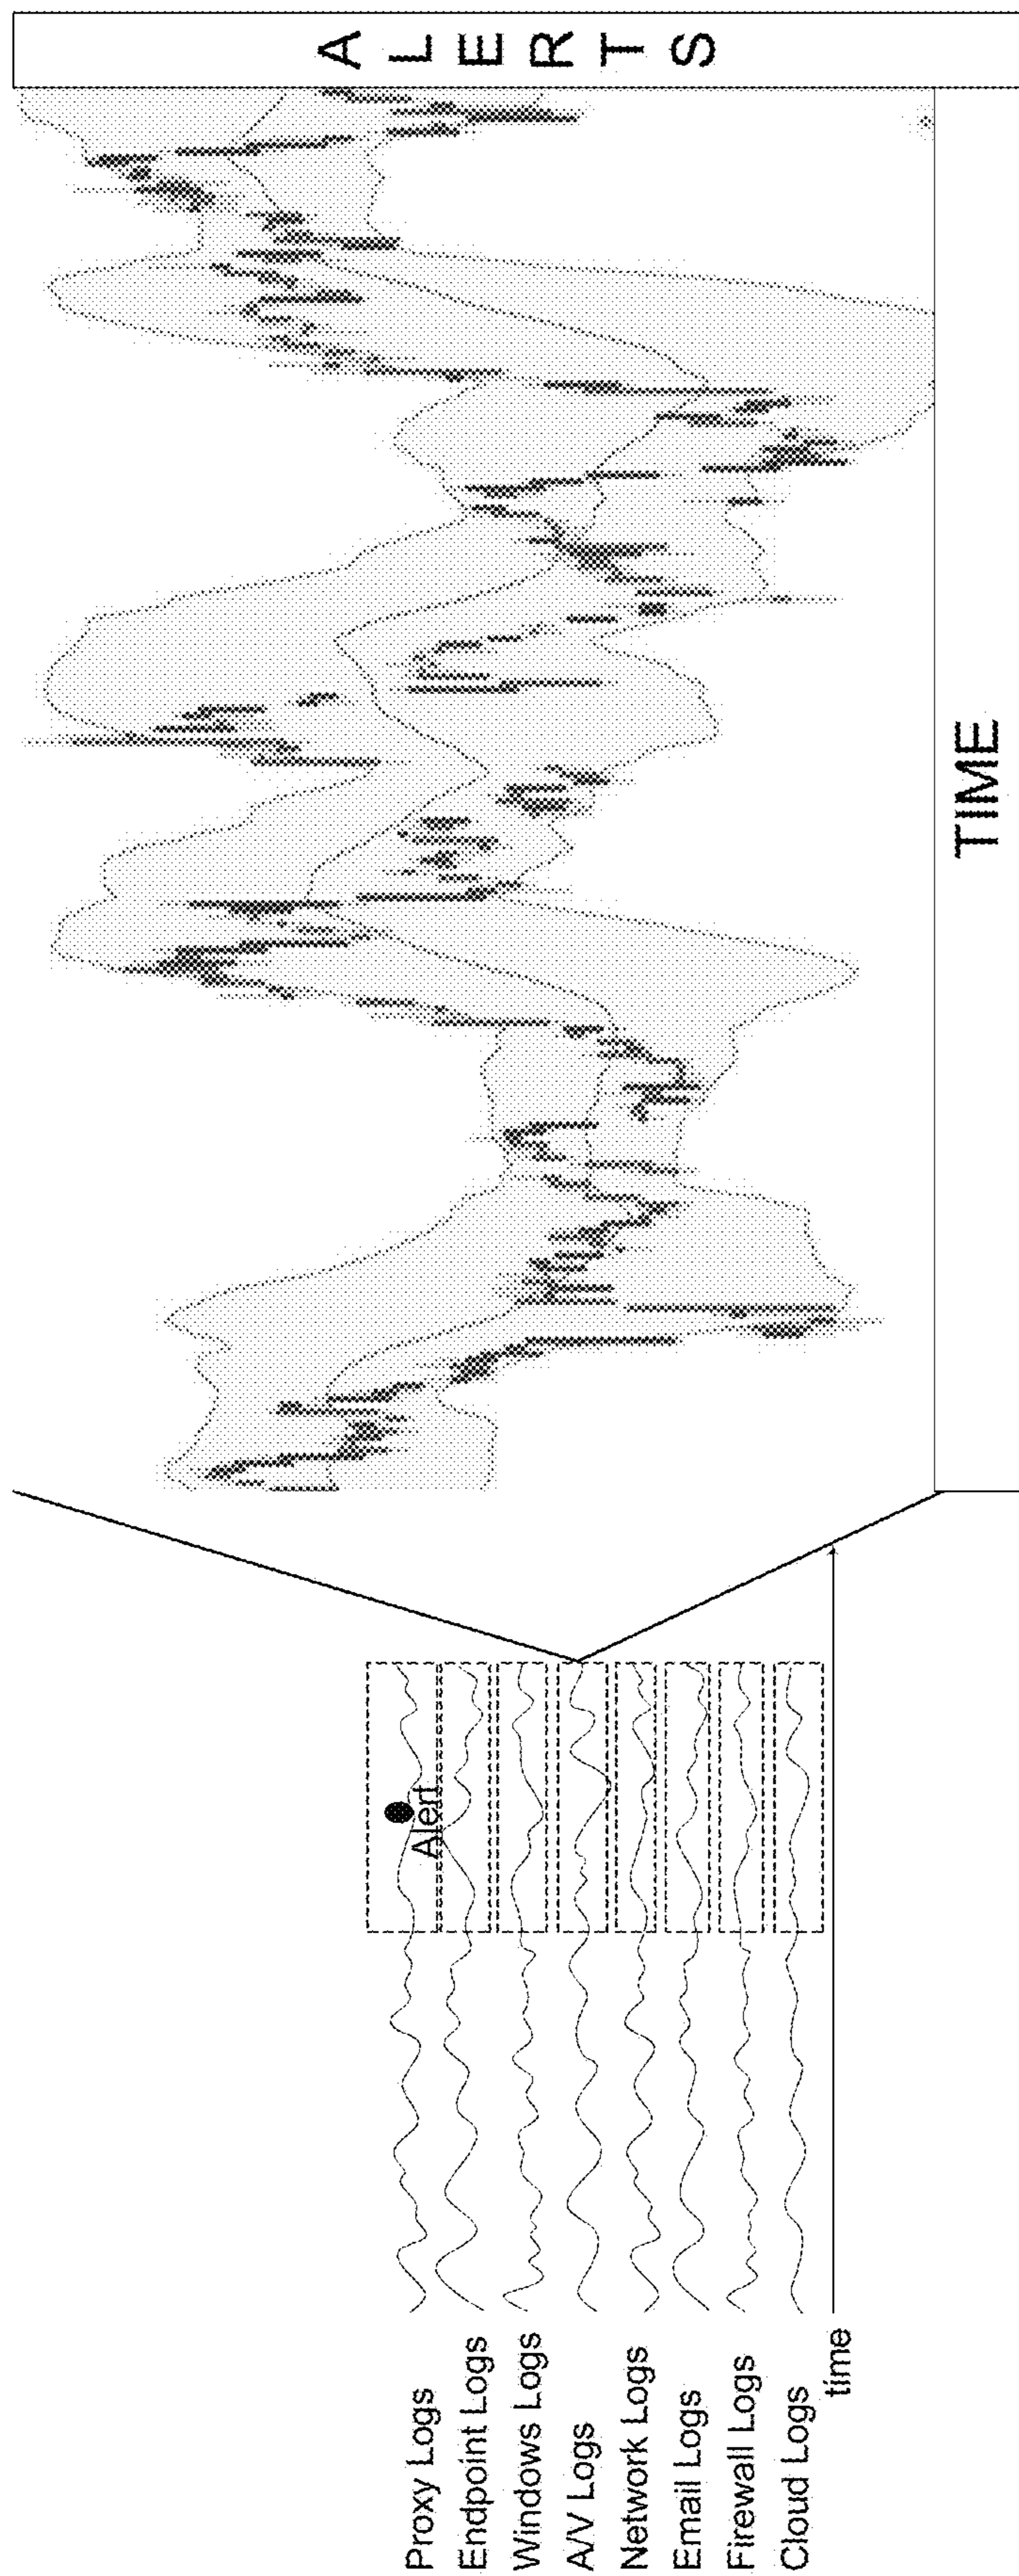 Proxy Logs
Endpoint Logs
Windows Logs
A/V Logs
Network Logs
Email Logs
Firewall Logs
Cloud Logs
time
Alert
TIME
ALERTS